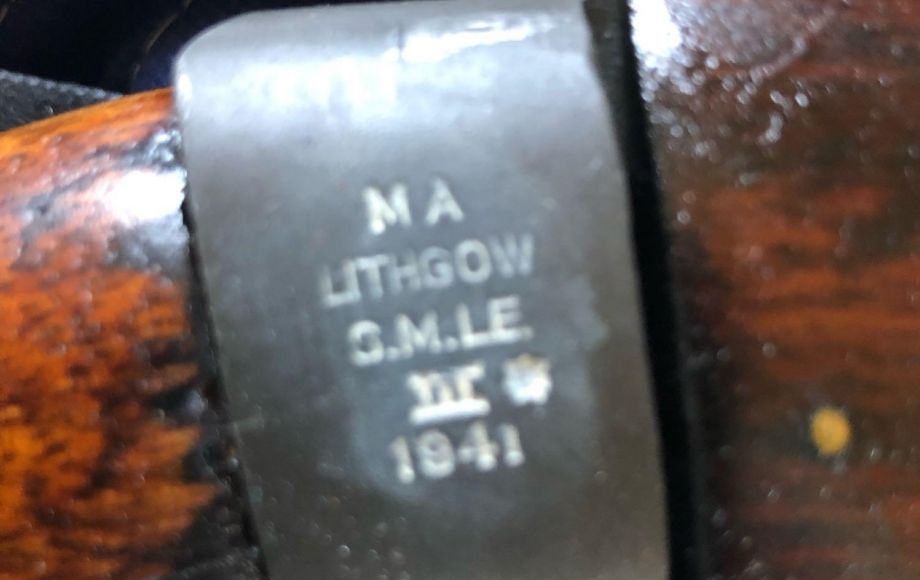 MA
LITHGOW
S.M.L.E.
III *
1941